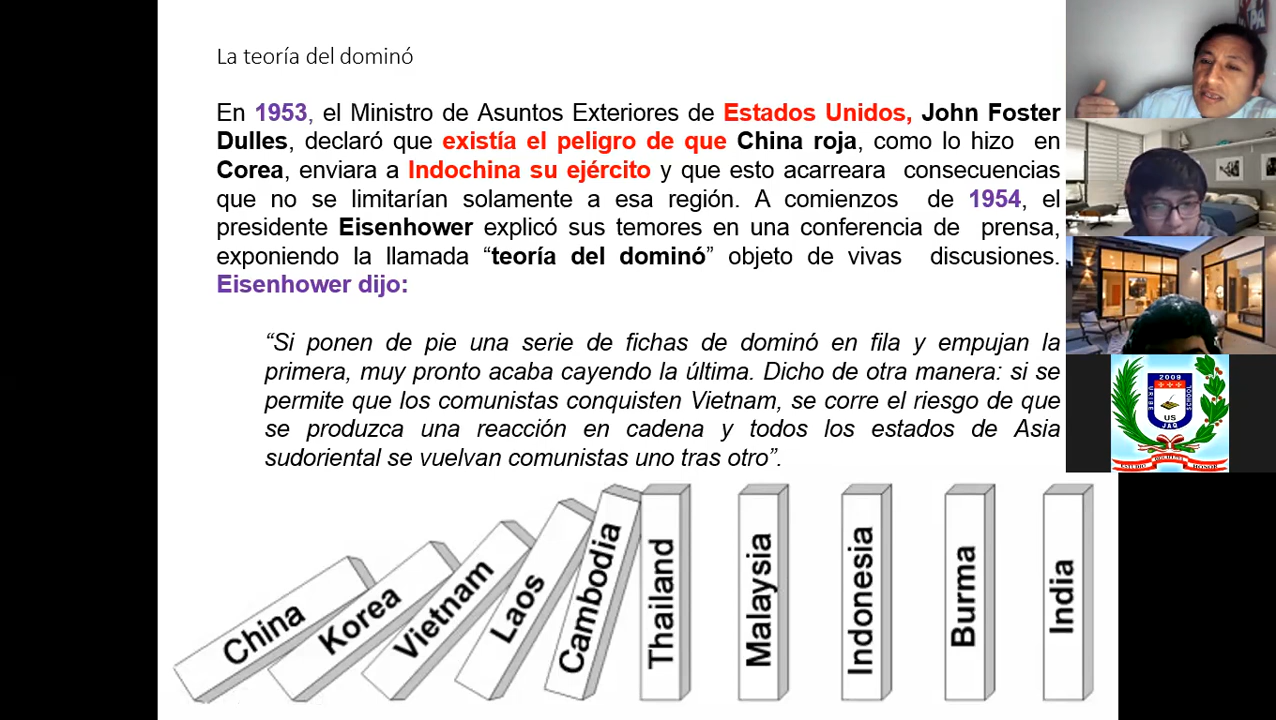 La teoría del dominó
En 1953, el Ministro de Asuntos Exteriores de Estados Unidos, John Foster
Dulles, declaró que existía el peligro de que China roja, como lo hizo en
Corea, enviara a Indochina su ejército y que esto acarreara consecuencias
que no se limitarían solamente a esa región. A comienzos de 1954, el
presidente Eisenhower explicó sus temores en una conferencia de prensa,
exponiendo la llamada “teoría del dominó” objeto de vivas discusiones.
Eisenhower dijo:
“Si ponen de pie una serie de fichas de dominó en fila y empujan la
primera, muy pronto acaba cayendo la última. Dicho de otra manera: si se
permite que los comunistas conquisten Vietnam, se corre el riesgo de que
se produzca una reacción en cadena y todos los estados de Asia
sudoriental se vuelvan comunistas uno tras otro”.
China
Korea
Vietnam
Laos
Cambodia
Thailand
Malaysia
Indonesia
Burma
India
2009
URIBE
SCHOOL
US
JAQ
ESTUDIO
HONOR